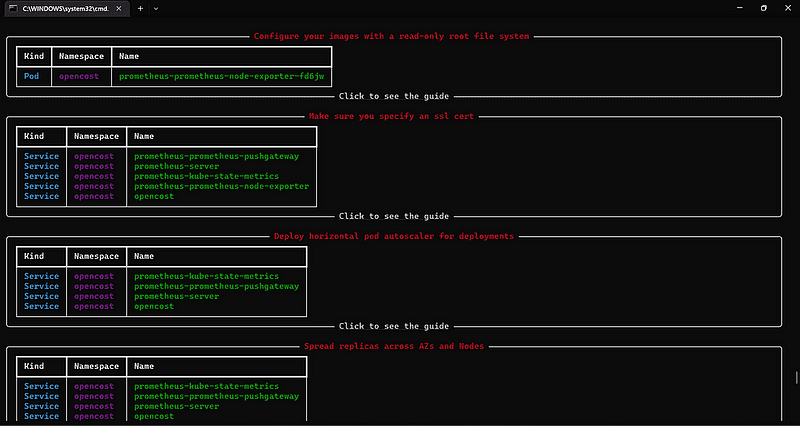 C:\WINDOWS\system32\cmd.
Configure your images with a read-only root file system
Kind Namespace Name
Pod opencost prometheus-prometheus-node-exporter-fd6jw
Click to see the guide
Make sure you specify an ssl cert
Kind Namespace Name
Service opencost prometheus-prometheus-pushgateway
Service opencost prometheus-server
Service opencost prometheus-kube-state-metrics
Service opencost prometheus-prometheus-node-exporter
Service opencost opencost
Click to see the guide
Deploy horizontal pod autoscaler for deployments
Kind Namespace Name
Service opencost prometheus-kube-state-metrics
Service opencost prometheus-prometheus-pushgateway
Service opencost prometheus-server
Service opencost opencost
Click to see the guide
Spread replicas across AZs and Nodes
Kind Namespace Name
Service opencost prometheus-kube-state-metrics
Service opencost prometheus-prometheus-pushgateway
Service opencost prometheus-server
Service opencost opencost